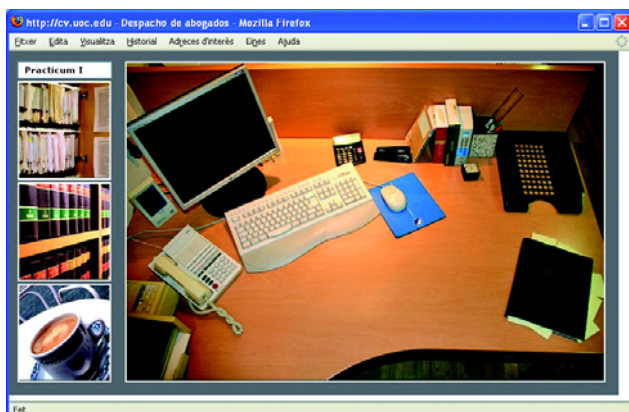 http://cv.uoc.edu - Despacho de abogados - Mozilla Firefox
Fitxer Edita Visualitza Historial Adreces d'interès Eines Ajuda
Practicum I
Fet